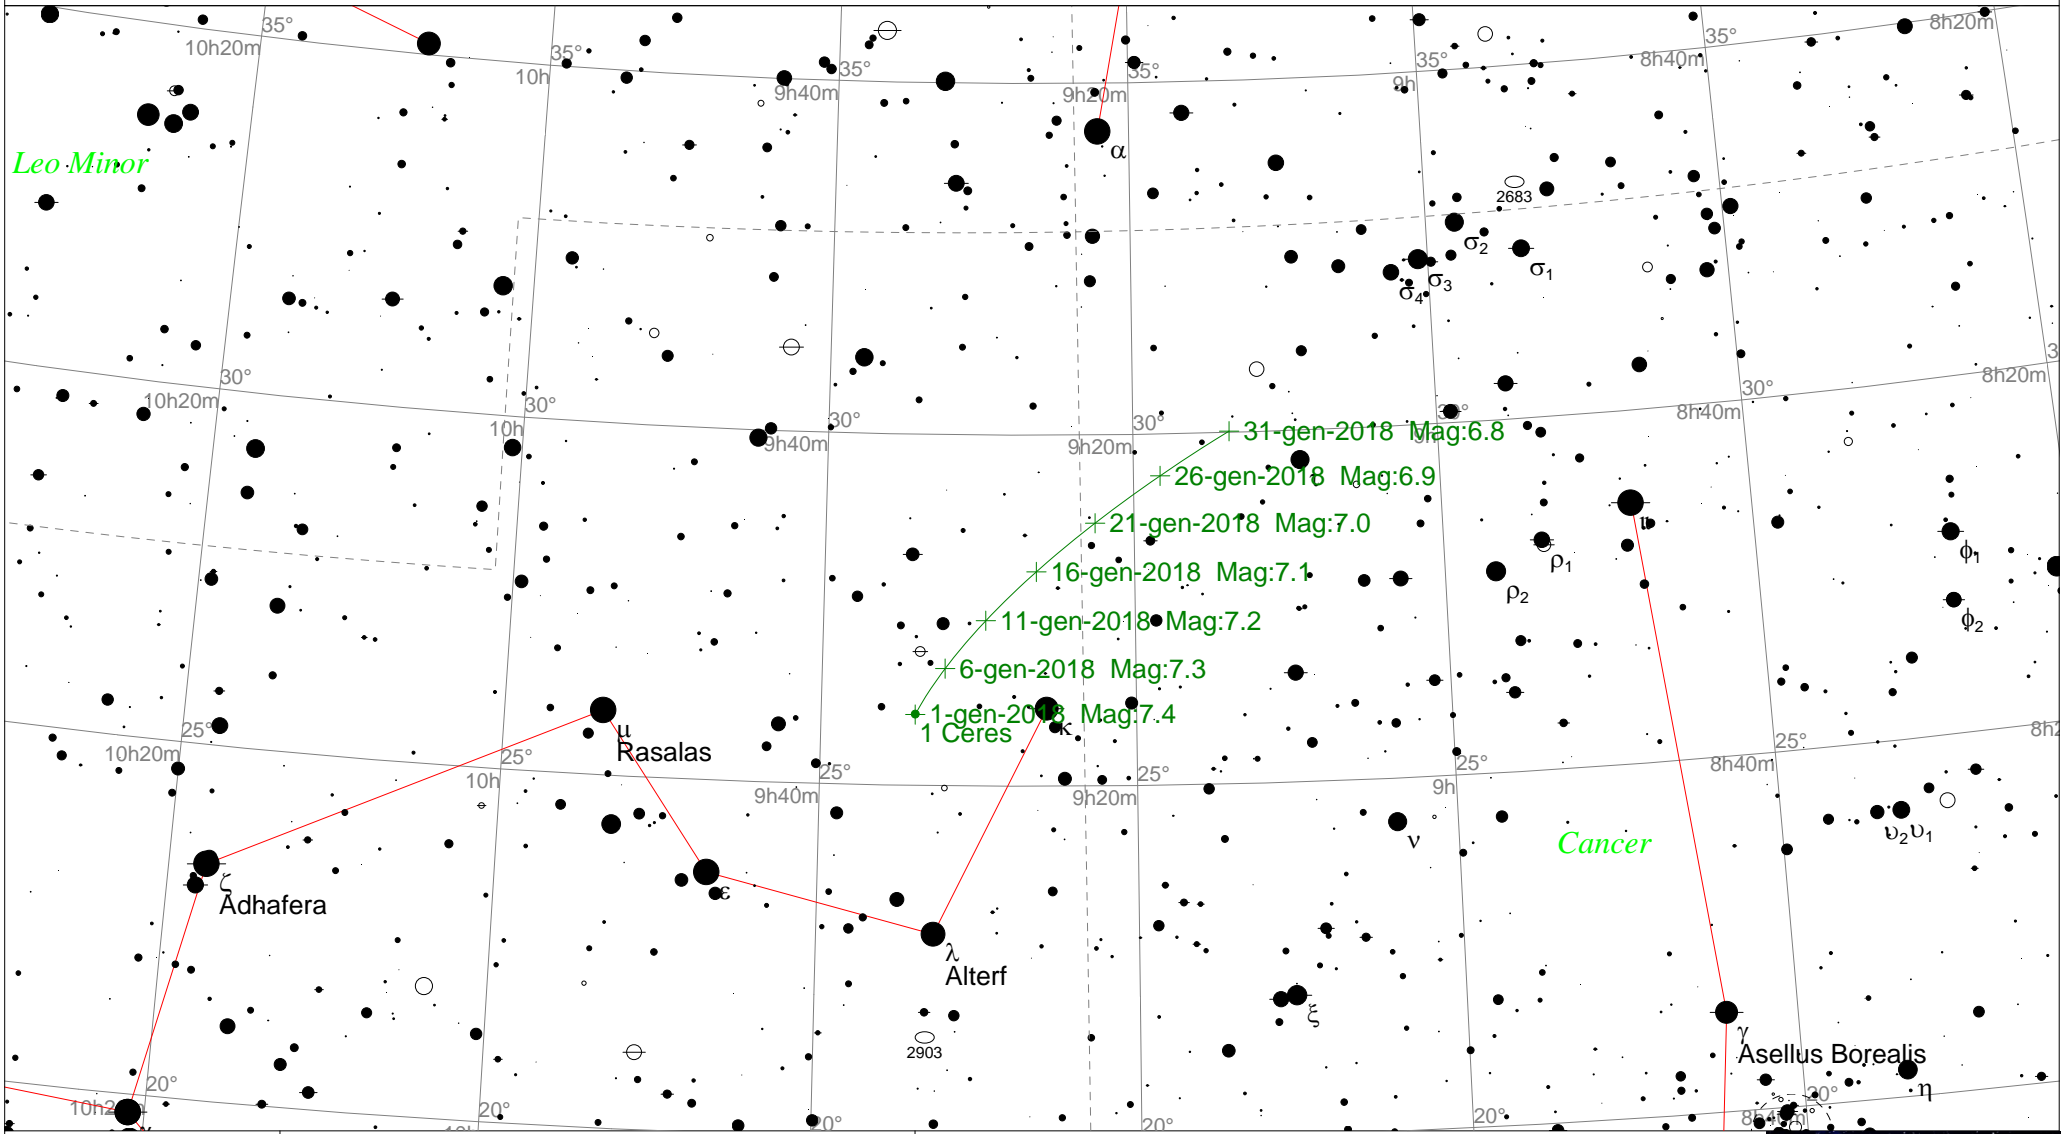 35°
10h20m
35°
10h
35°
9h40m
35°
9h20m
35°
9h
35°
8h40m
8h20m
α
Leo Minor
2683
σ2
σ1
σ3
σ4
30°
10h20m
30°
10h
30°
9h40m
30°
9h20m
30°
30°
8h40m
8h20m
31-gen-2018 Mag:6.8
26-gen-2018 Mag:6.9
21-gen-2018 Mag:7.0
ι
ρ1
ρ2
φ1
φ2
16-gen-2018 Mag:7.1
11-gen-2018 Mag:7.2
6-gen-2018 Mag:7.3
1-gen-2018 Mag:7.4
1 Ceres
κ
μ
Rasalas
25°
10h20m
25°
10h
25°
9h40m
25°
9h20m
25°
9h
25°
8h40m
ν
Cancer
υ2 υ1
ζ
Adhafera
ε
λ
Alterf
ξ
2903
γ
Asellus Borealis
η
20°
20°
20°
20°
20°
20°
8h40m